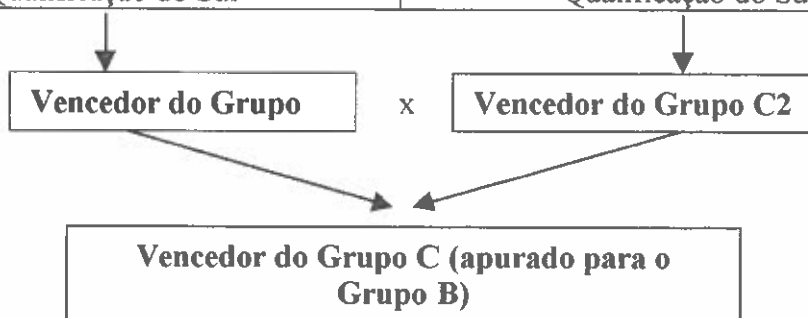 Vencedor do Grupo x Vencedor do Grupo C2
Vencedor do Grupo C (apurado para o
Grupo B)